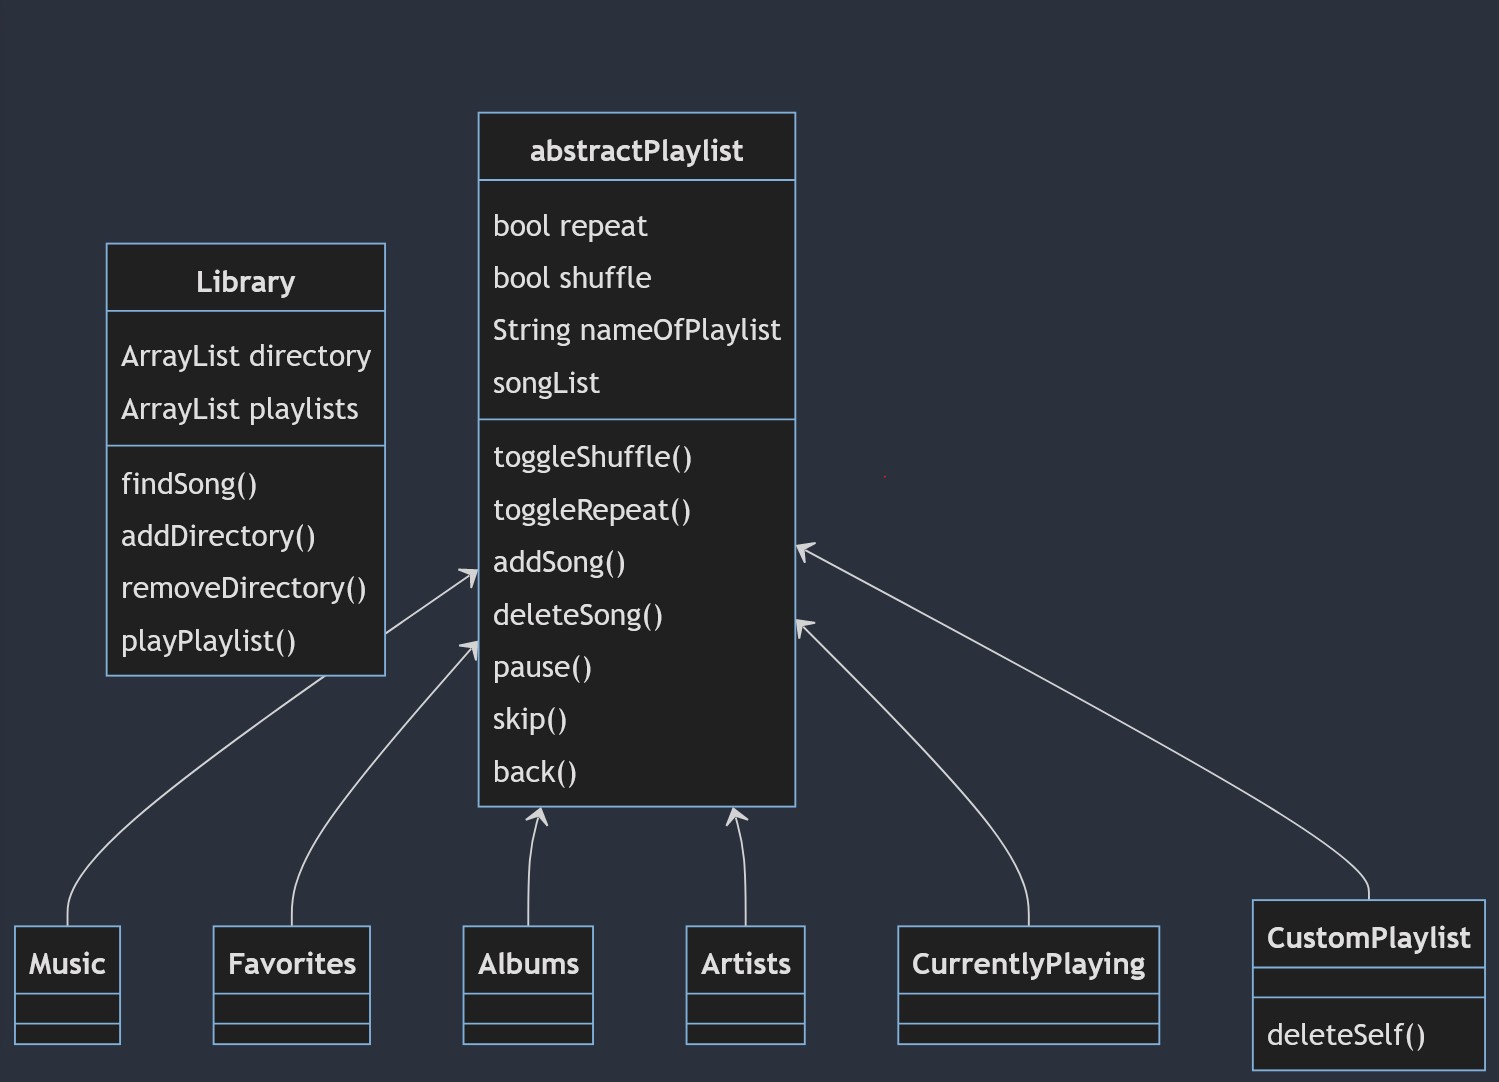 abstractPlaylist
bool repeat
bool shuffle
String nameOfPlaylist
songList
toggleShuffle()
toggleRepeat()
addSong()
deleteSong()
pause()
skip()
back()
Library
ArrayList directory
ArrayList playlists
findSong()
addDirectory()
removeDirectory()
playPlaylist()
Music
Favorites
Albums
Artists
CurrentlyPlaying
CustomPlaylist
deleteSelf()